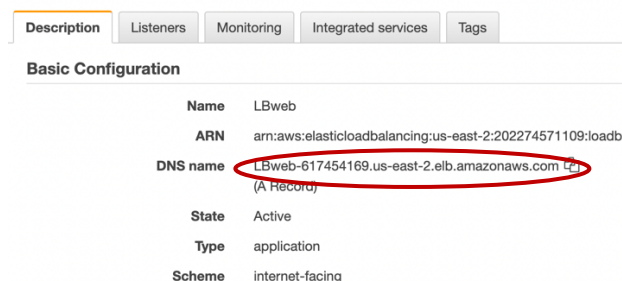 Description Listeners Monitoring Integrated services Tags
Basic Configuration
Name LBweb
ARN arn:aws:elasticloadbalancing:us-east-2:202274571109:loadb
DNS name LBweb-617454169.us-east-2.elb.amazonaws.com
(A Record)
State Active
Type application
Scheme internet-facing